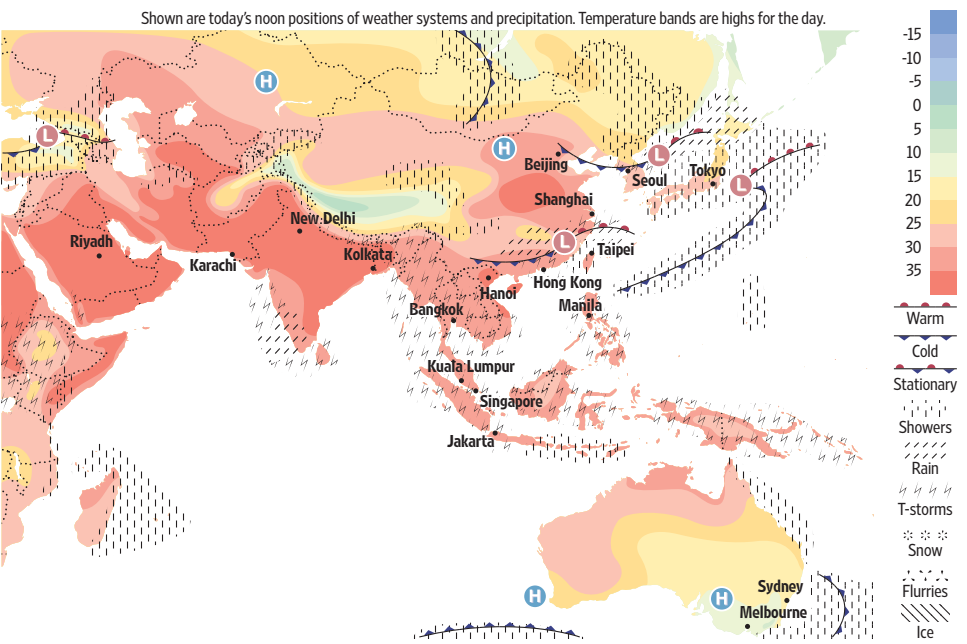 Shown are today's noon positions of weather systems and precipitation. Temperature bands are highs for the day.
-15
-10
-5
0
5
10
15
20
25
30
35
H
H
L
Beijing
L
Seoul
Tokyo
L
Shanghai
New Delhi
Riyadh
Karachi
Kolkata
L
Taipei
Hanoi
Hong Kong
Bangkok
Manila
Kuala Lumpur
Singapore
Jakarta
H
H
Sydney
Melbourne
Warm
Cold
Stationary
Showers
Rain
T-storms
Snow
Flurries
Ice